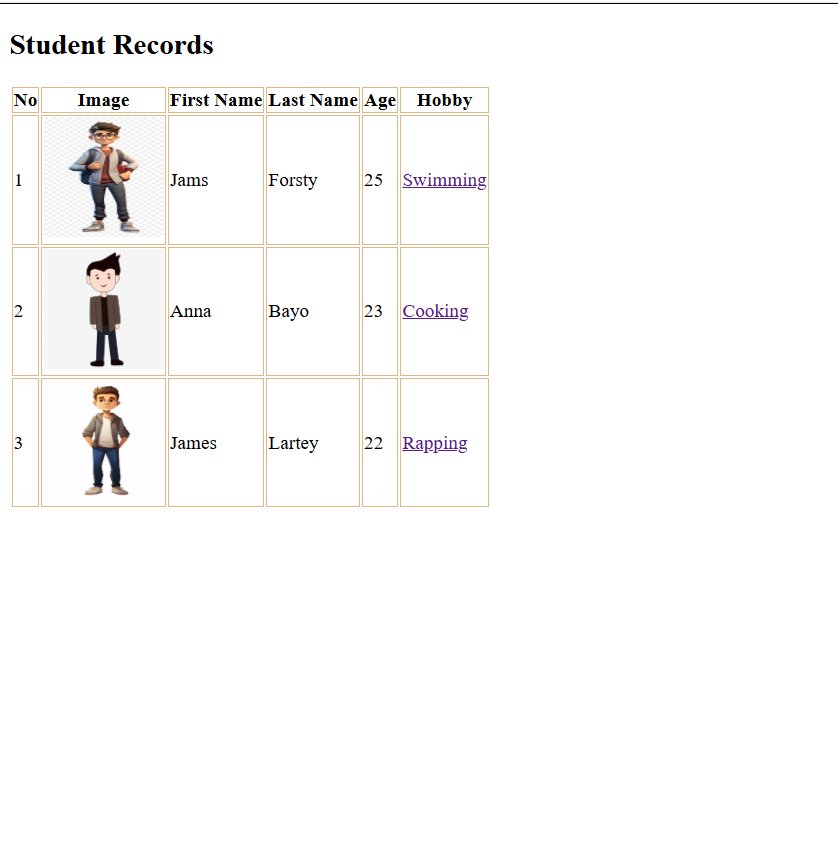 Student Records
No Image First Name Last Name Age Hobby
1 Jams Forsty 25 Swimming
2 Anna Bayo 23 Cooking
3 James Lartey 22 Rapping